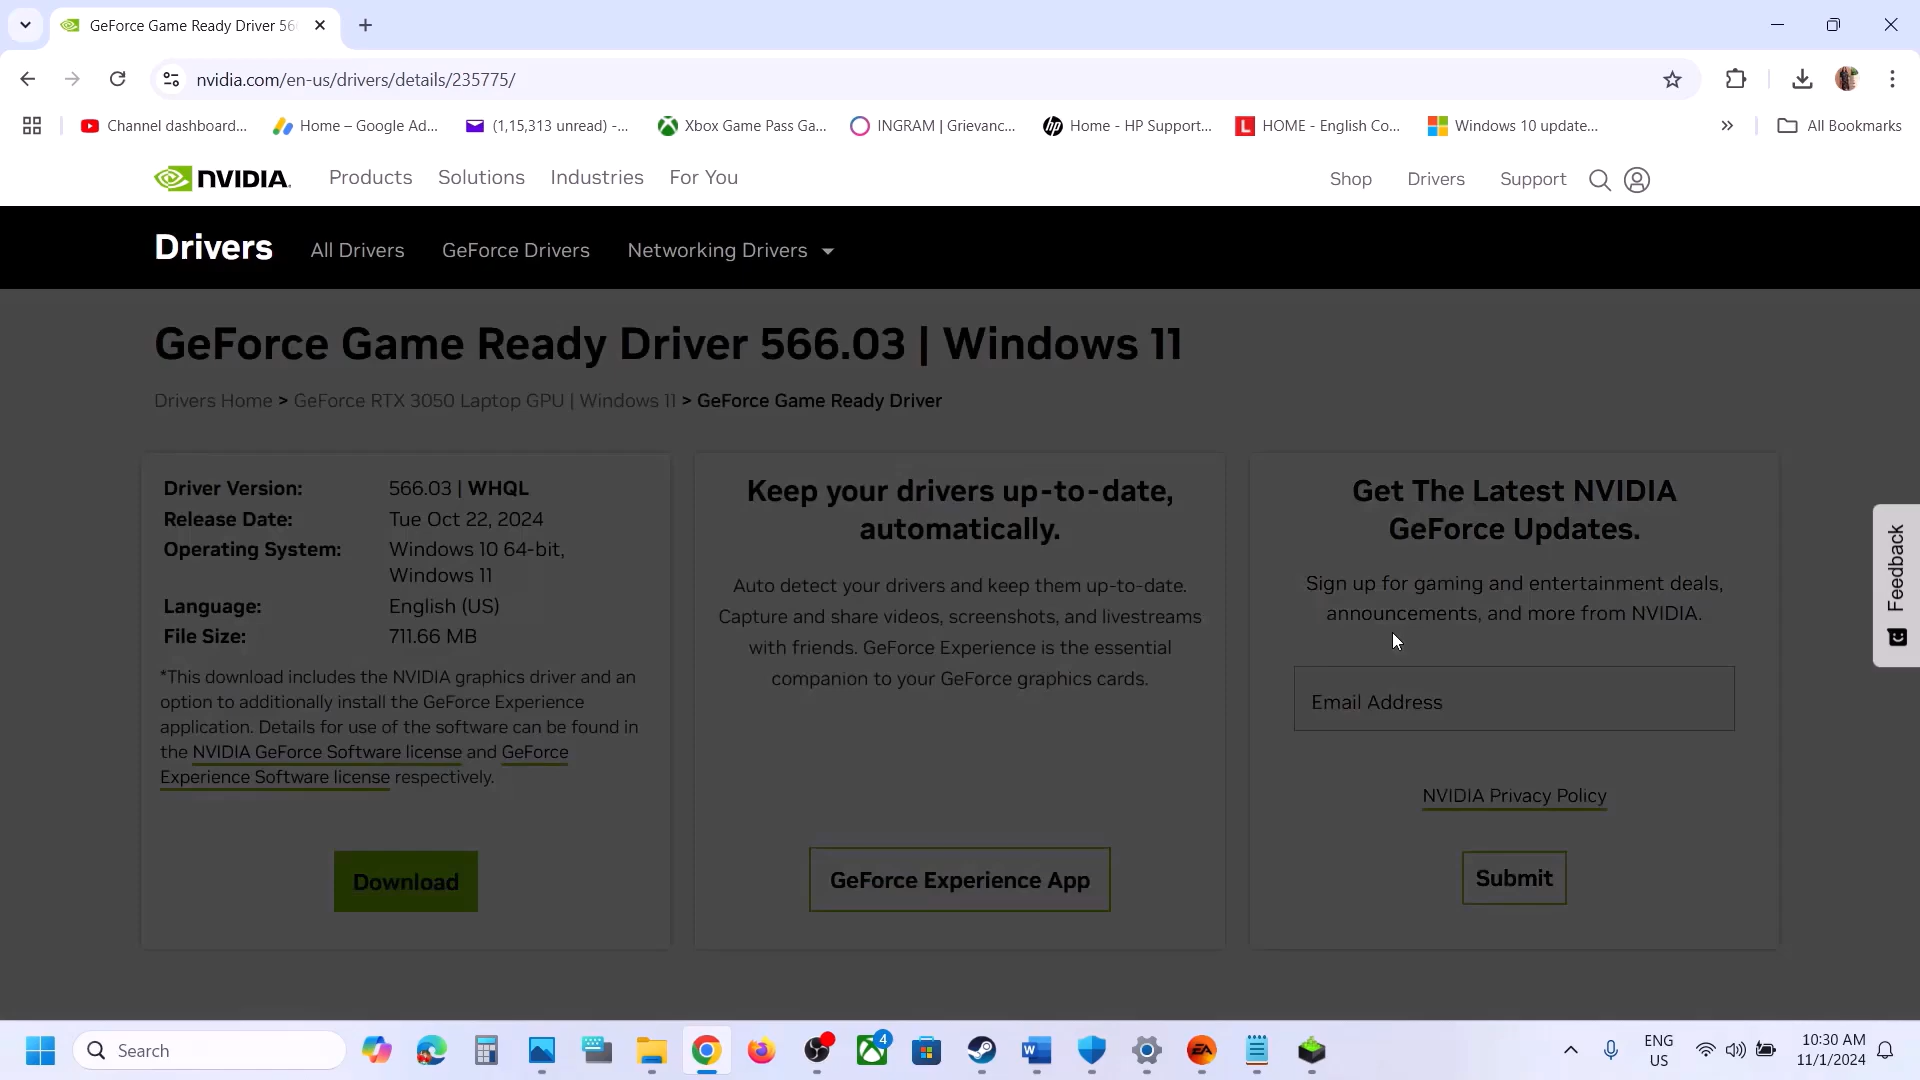 GeForce Game Ready Driver 56
nvidia.com/en-us/drivers/details/235775/
Channel dashboard...
Home – Google Ad...
(1,15,313 unread) -...
Xbox Game Pass Ga...
INGRAM | Grievanc...
Home - HP Support...
HOME - English Co...
Windows 10 update...
All Bookmarks
NVIDIA.
Products
Solutions
Industries
For You
Shop
Drivers
Support
Drivers
All Drivers
GeForce Drivers
Networking Drivers
GeForce Game Ready Driver 566.03 | Windows 11
Drivers Home > GeForce RTX 3050 Laptop GPU | Windows 11 > GeForce Game Ready Driver
Driver Version: 566.03 | WHQL
Release Date: Tue Oct 22, 2024
Operating System: Windows 10 64-bit,
Windows 11
Language: English (US)
File Size: 711.66 MB
*This download includes the NVIDIA graphics driver and an
option to additionally install the GeForce Experience
application. Details for use of the software can be found in
the NVIDIA GeForce Software license and GeForce
Experience Software license respectively.
Download
Keep your drivers up-to-date,
automatically.
Auto detect your drivers and keep them up-to-date.
Capture and share videos, screenshots, and livestreams
with friends. GeForce Experience is the essential
companion to your GeForce graphics cards.
GeForce Experience App
Get The Latest NVIDIA
GeForce Updates.
Sign up for gaming and entertainment deals,
announcements, and more from NVIDIA.
Email Address
NVIDIA Privacy Policy
Submit
Feedback
Search
4
ENG
US
10:30 AM
11/1/2024